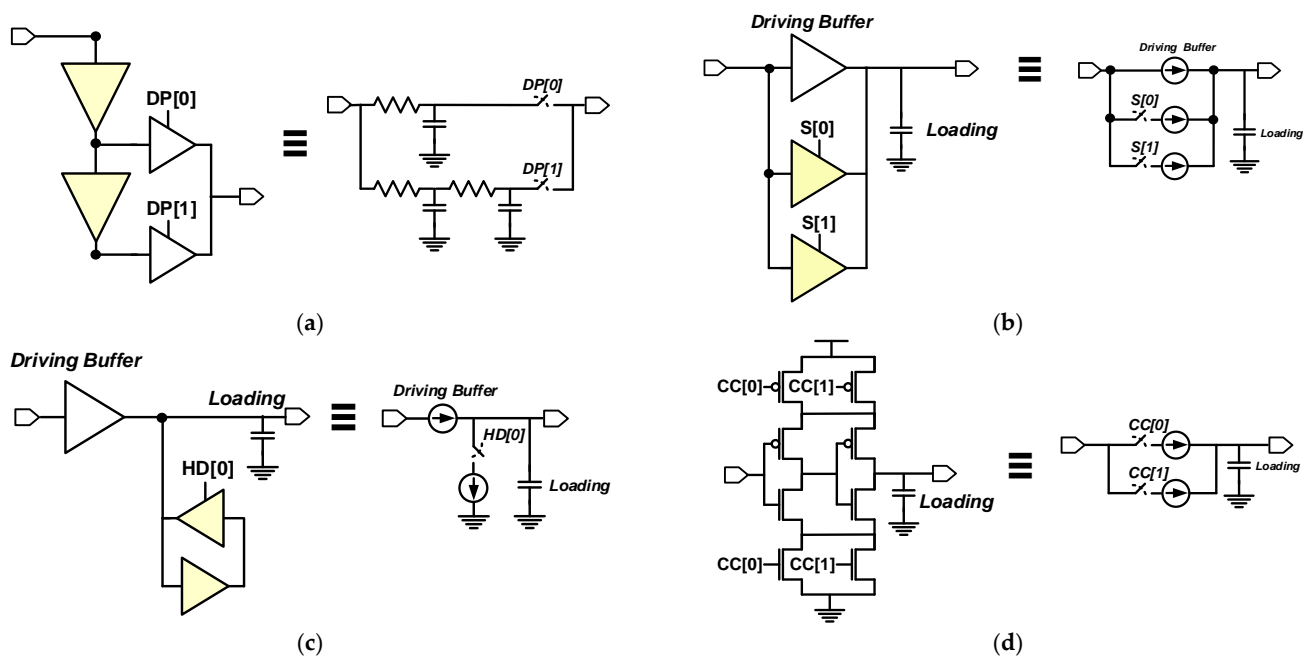 DP[0]
DP[1]
DP[0]
DP[1]
(a)
Driving Buffer
S[0]
S[1]
Loading
Driving Buffer
S[0]
S[1]
Loading
(b)
Driving Buffer
Loading
HD[0]
Driving Buffer
HD[0]
Loading
(c)
CC[0] CC[1]
CC[0] CC[1]
Loading
CC[0]
CC[1]
Loading
(d)